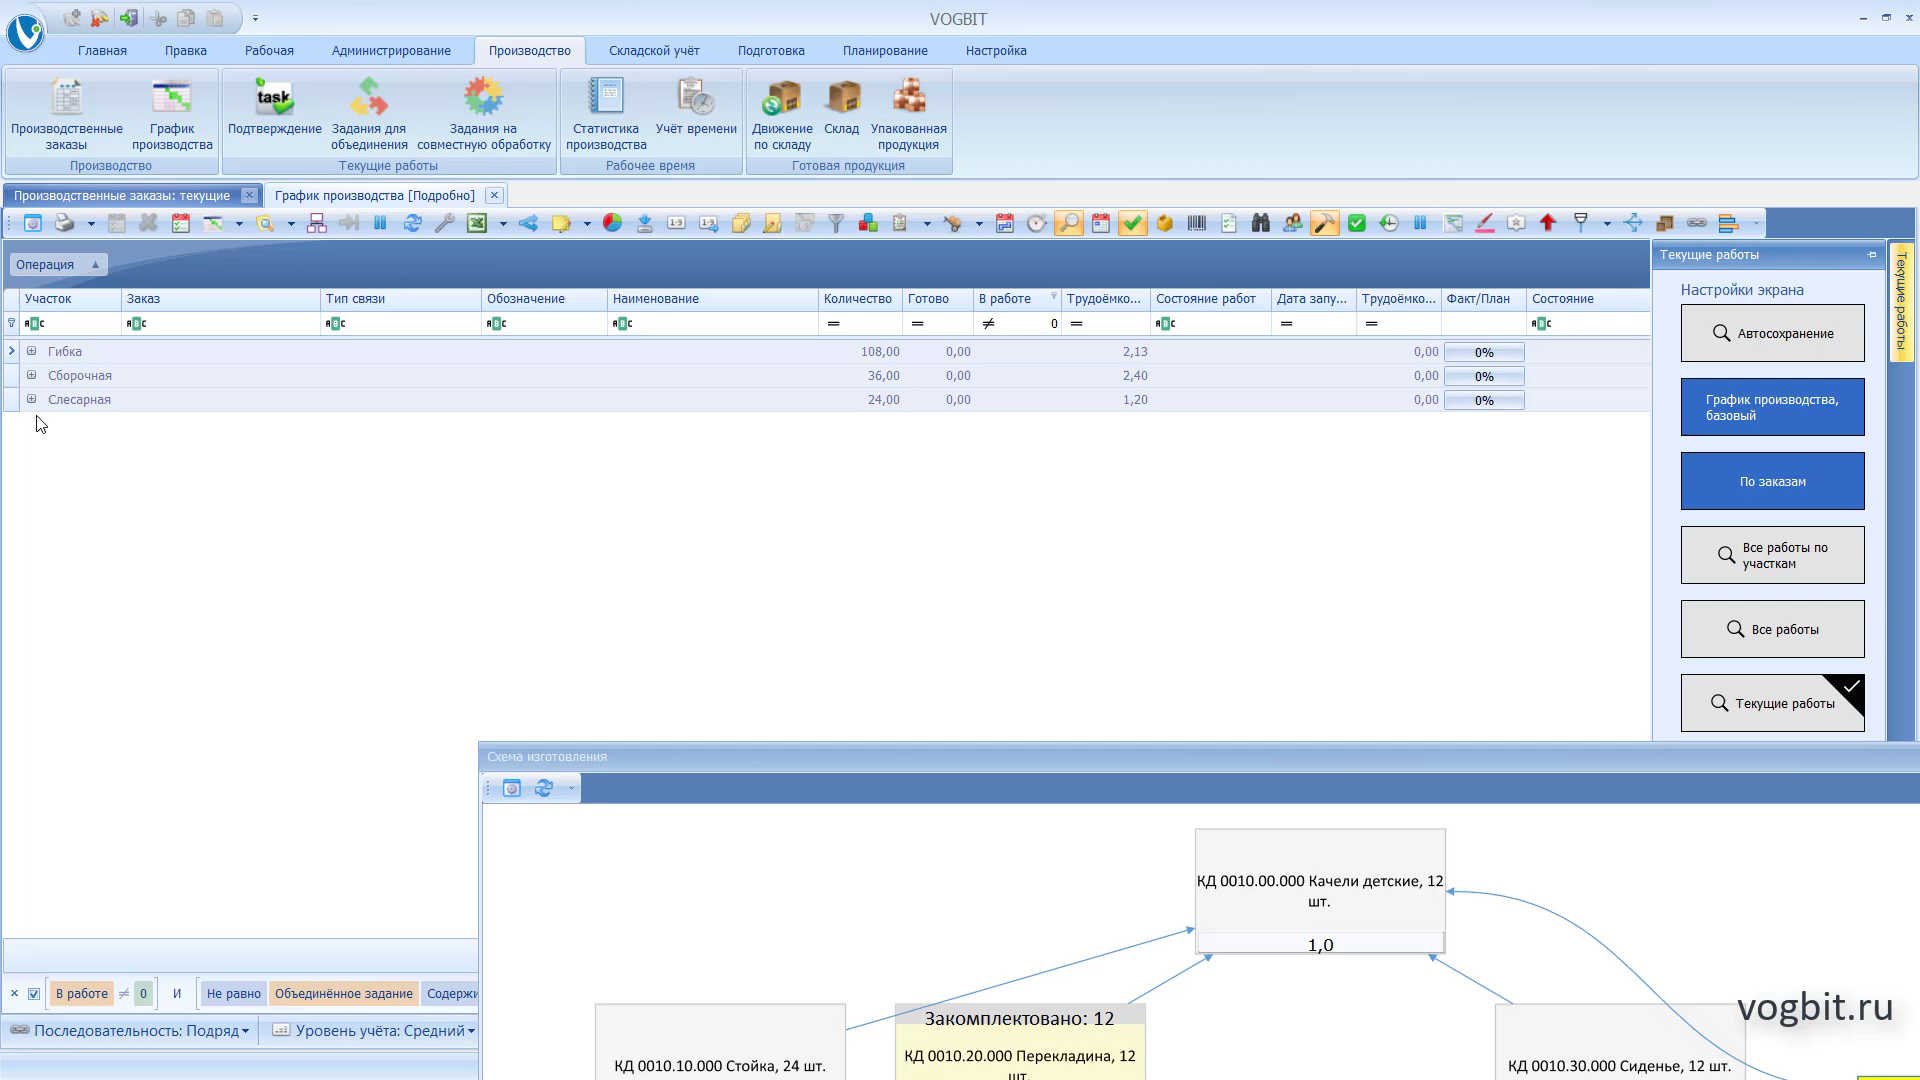 VOGBIT
Главная Правка Рабочая Администрирование Производство Складской учёт Подготовка Планирование Настройка
task
Производственные заказы
График производства
Подтверждение
Задания для объединения
Задания на совместную обработку
Статистика производства
Учёт времени
Движение по складу
Склад
Упакованная продукция
Производство Текущие работы Рабочее время Готовая продукция
Производственные заказы: текущие График производства [Подробно]
Операция
Текущие работы
Участок Заказ Тип связи Обозначение Наименование Количество Готово В работе Трудоёмко... Состояние работ Дата запу... Трудоёмко... Факт/План Состояние
ABC ABC ABC ABC ABC = = ≠ 0 = ABC = = ABC
Гибка 108,00 0,00 2,13 0,00 0%
Сборочная 36,00 0,00 2,40 0,00 0%
Слесарная 24,00 0,00 1,20 0,00 0%
Текущие работы
Настройки экрана
Автосохранение
График производства,
базовый
По заказам
Все работы по
участкам
Все работы
Текущие работы
Схема изготовления
КД 0010.00.000 Качели детские, 12
шт.
1,0
В работе ≠ 0 И Не равно Объединённое задание
Закомплектовано: 12
КД 0010.10.000 Стойка, 24 шт.
КД 0010.20.000 Перекладина, 12
шт.
КД 0010.30.000 Сиденье, 12 шт.
Последовательность: Подряд Уровень учёта: Средний
vogbit.ru